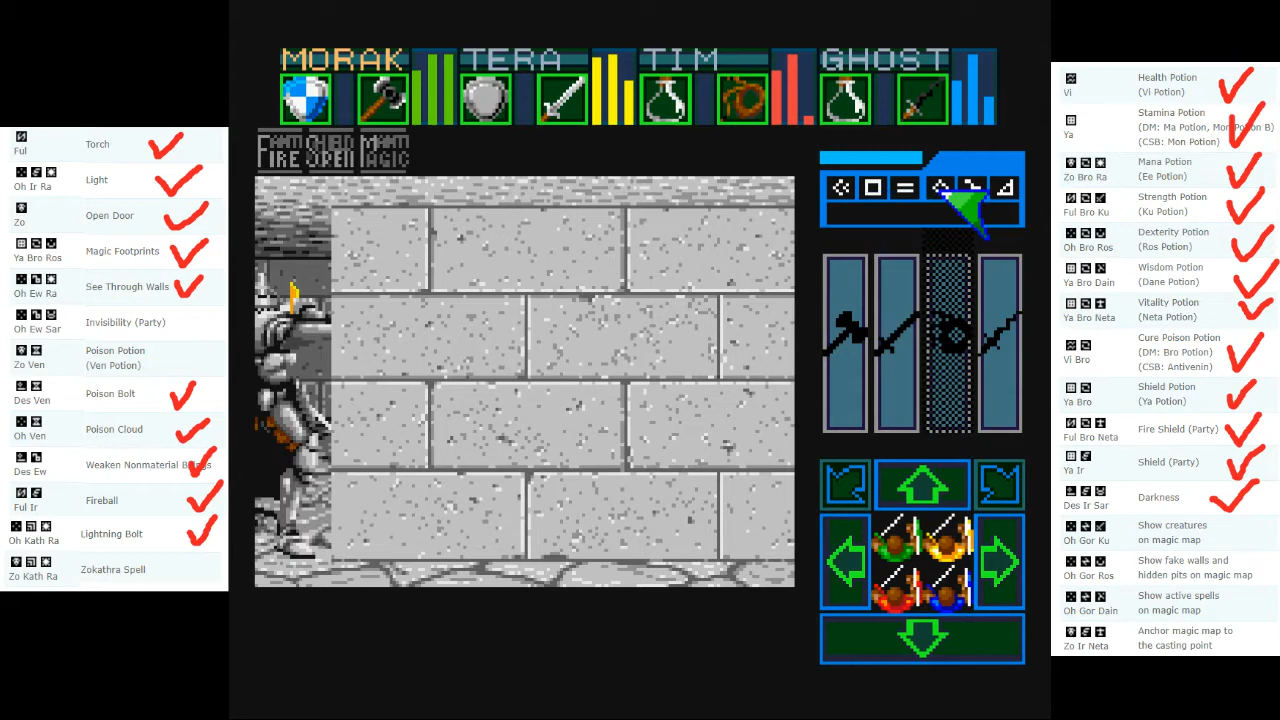 MORAK
TERA
TIM
GHOST
OPEN
FIRE
MAGIC
Ful
Torch
Oh Ir Ra
Light
Zo
Open Door
Ya Bro Ros
Magic Footprints
Oh Ew Ra
See Through Walls
Oh Ew Sar
Invisibility (Party)
Zo Ven
Poison Potion
(Ven Potion)
Des Ven
Poison Bolt
Oh Ven
Poison Cloud
Des Ew
Weaken Nonmaterial
Ful Ir
Fireball
Oh Kath Ra
Lightning Bolt
Zo Kath Ra
Zokathra Spell
Vi
Health Potion
(Vi Potion)
Ya
Stamina Potion
(DM: Ma Potion, Mon Potion B)
(CSB: Mon Potion)
Zo Bro Ra
Mana Potion
(Ee Potion)
Ful Bro Ku
Strength Potion
(Ku Potion)
Oh Bro Ros
Dexterity Potion
(Ros Potion)
Ya Bro Dain
Wisdom Potion
(Dane Potion)
Ya Bro Neta
Vitality Potion
(Neta Potion)
Vi Bro
Cure Poison Potion
(DM: Bro Potion)
(CSB: Antivenin)
Ya Bro
Shield Potion
(Ya Potion)
Ful Bro Neta
Fire Shield (Party)
Ya Ir
Shield (Party)
Des Ir Sar
Darkness
Oh Gor Ku
Show creatures
on magic map
Oh Gor Ros
Show fake walls and
hidden pits on magic map
Oh Gor Dain
Show active spells
on magic map
Zo Ir Neta
Anchor magic map to
the casting point